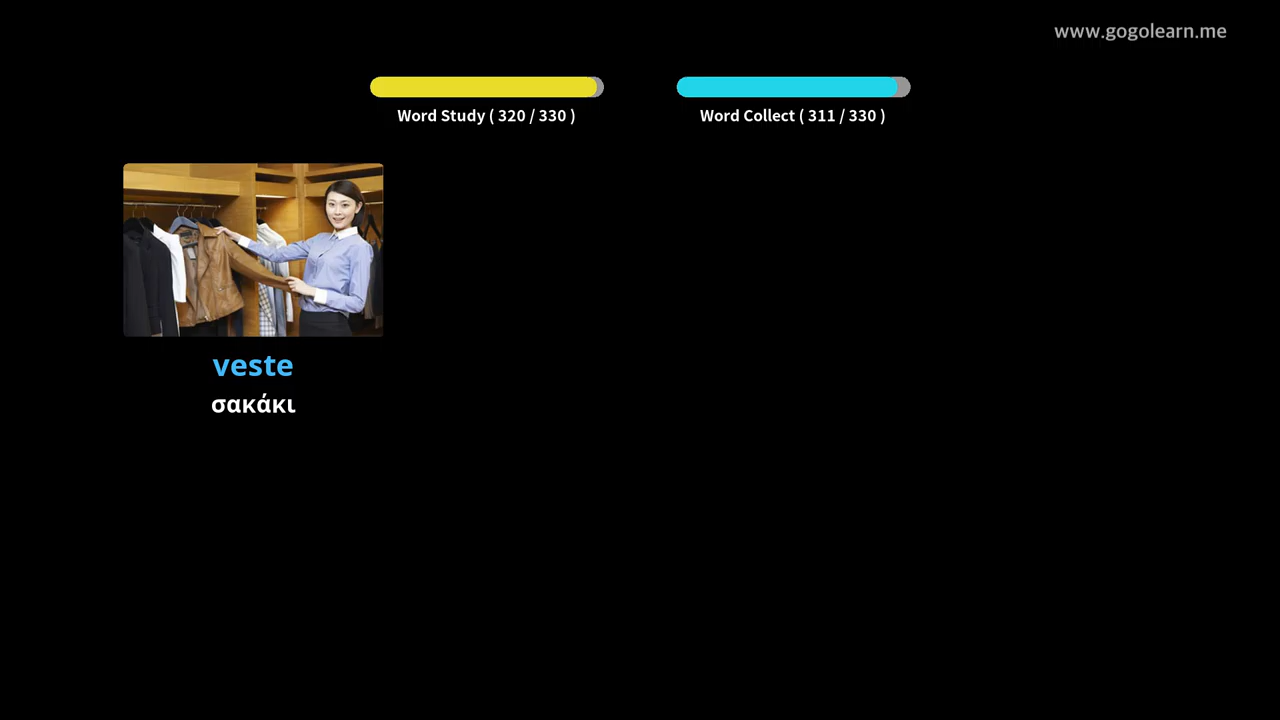 www.gogolearn.me
Word Study ( 320 / 330 )
Word Collect ( 311 / 330 )
veste
σακάκι